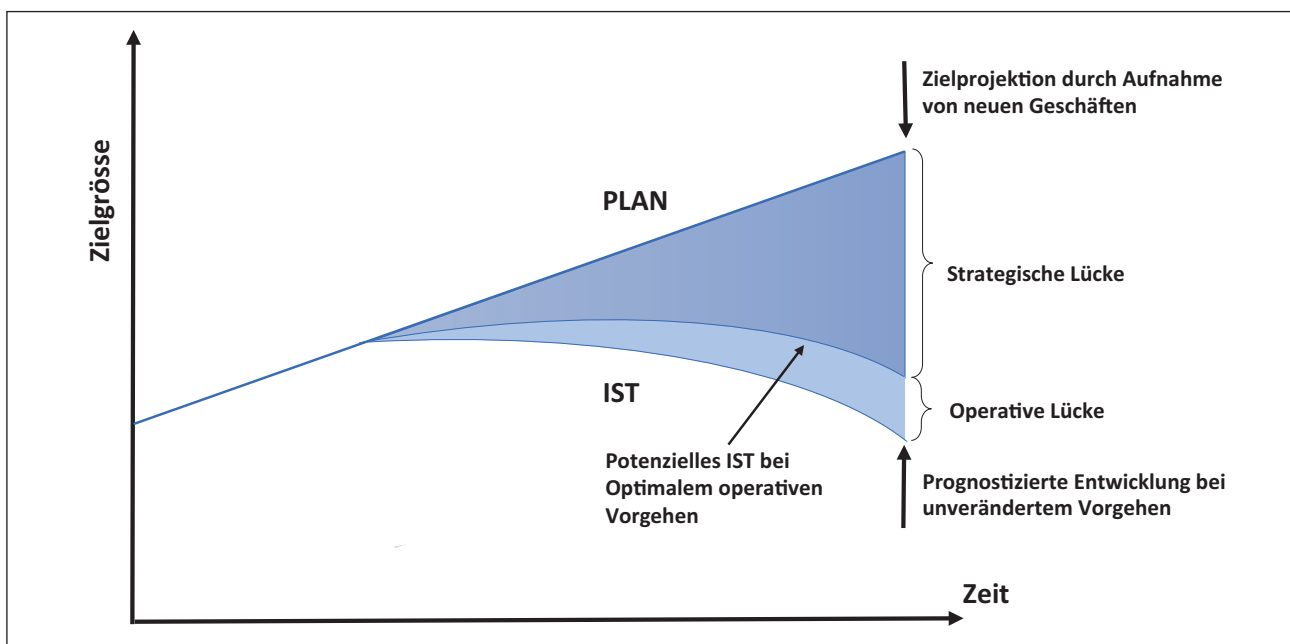 Zielgrösse
Zielprojektion durch Aufnahme
von neuen Geschäften
PLAN
Strategische Lücke
IST
Operative Lücke
Potenzielles IST bei
Optimalem operativen
Vorgehen
Prognostizierte Entwicklung bei
unverändertem Vorgehen
Zeit